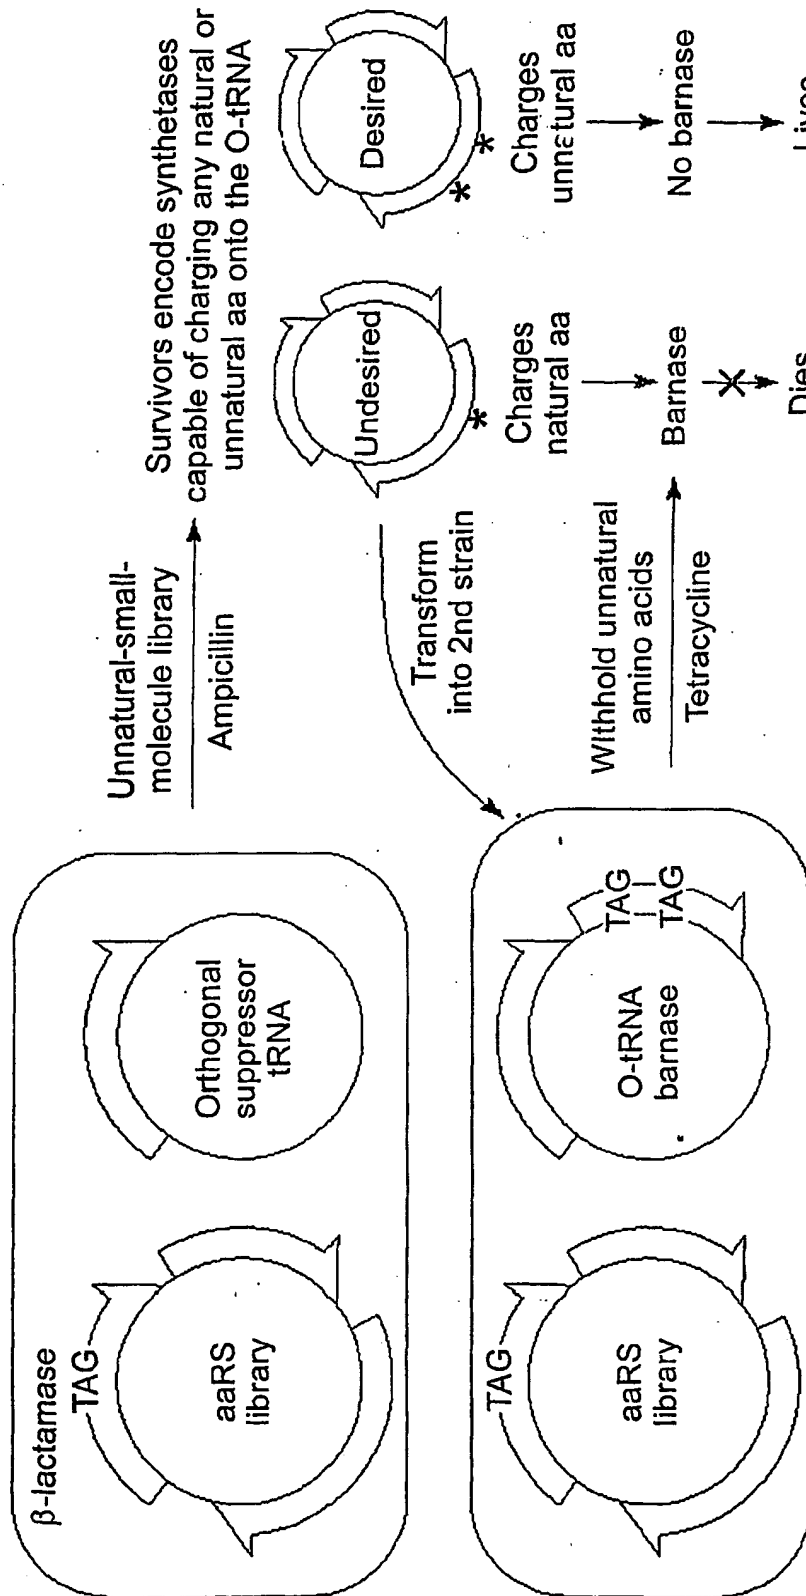 β-lactamase
TAG
aaRS
library
Orthogonal
suppressor
tRNA
Unnatural-small-
molecule library
Ampicillin
Survivors encode synthetases
capable of charging any natural or
unnatural aa onto the O-tRNA
Undesired
*
Desired
* *
Transform
into 2nd strain
Charges
natural aa
Charges
unnatural aa
TAG
aaRS
library
O-tRNA
barnase
TAG
TAG
Withhold unnatural
amino acids
Tetracycline
Barnase
No barnase
X
Dies
Lives